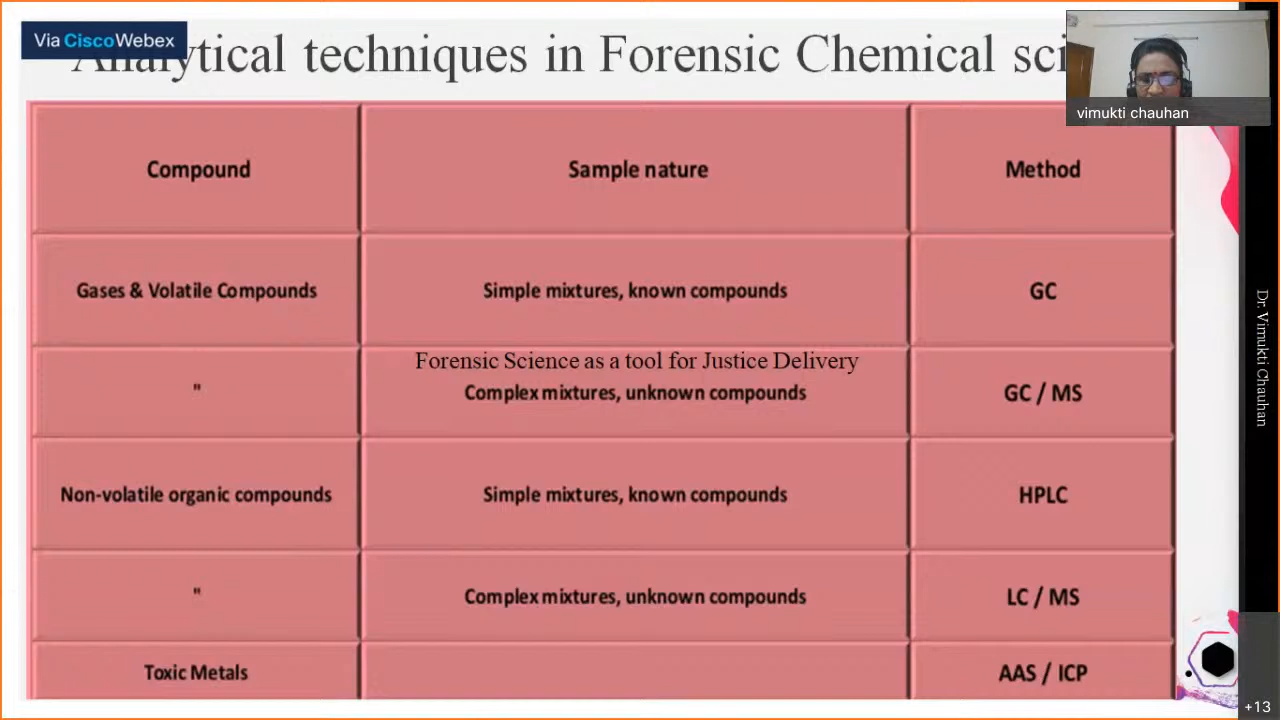 Via Cisco Webex
Analytical techniques in Forensic Chemical sci
vimukti chauhan
Compound Sample nature Method
Gases & Volatile Compounds Simple mixtures, known compounds GC
Forensic Science as a tool for Justice Delivery
" Complex mixtures, unknown compounds GC / MS
Non-volatile organic compounds Simple mixtures, known compounds HPLC
" Complex mixtures, unknown compounds LC / MS
Toxic Metals AAS / ICP
Dr. Vimukti Chauhan
+13